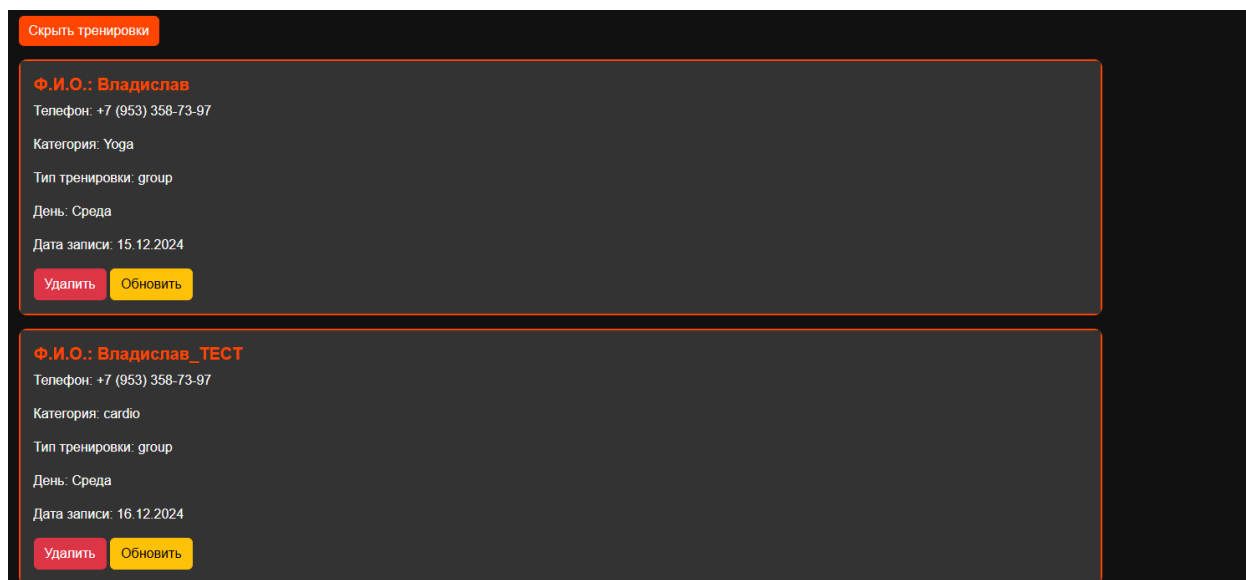 Скрыть тренировки
Ф.И.О.: Владислав
Телефон: +7 (953) 358-73-97
Категория: Yoga
Тип тренировки: group
День: Среда
Дата записи: 15.12.2024
Удалить Обновить
Ф.И.О.: Владислав_ТЕСТ
Телефон: +7 (953) 358-73-97
Категория: cardio
Тип тренировки: group
День: Среда
Дата записи: 16.12.2024
Удалить Обновить